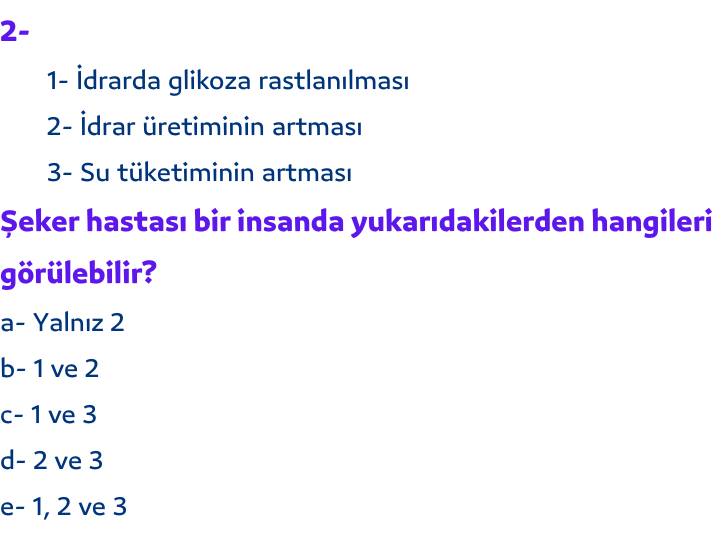 2-
1- İdrarda glikoza rastlanılması
2- İdrar üretiminin artması
3- Su tüketiminin artması
Şeker hastası bir insanda yukarıdakilerden hangileri
görülebilir?
a- Yalnız 2
b- 1 ve 2
c- 1 ve 3
d- 2 ve 3
e- 1, 2 ve 3